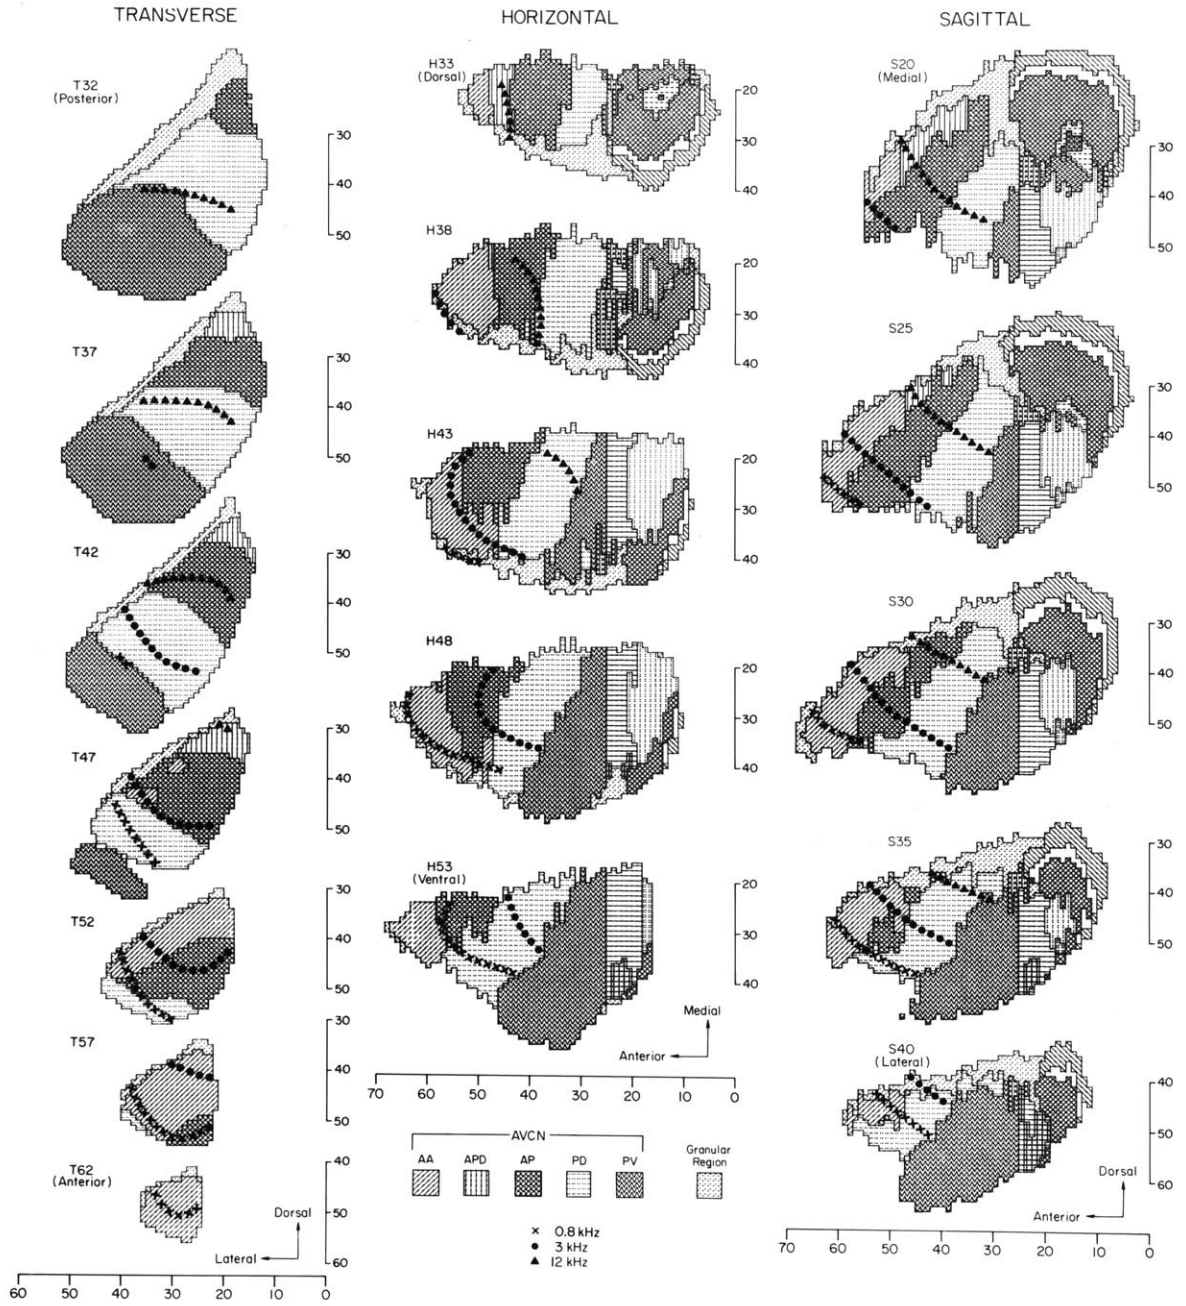 TRANSVERSE
T32
(Posterior)
30
40
50
T37
30
40
50
T42
30
40
50
T47
30
40
50
T52
30
40
50
T57
30
40
50
T62
(Anterior)
40
50
60
Dorsal
Lateral
60 50 40 30 20 10 0
HORIZONTAL
H33
(Dorsal)
20
30
40
H38
20
30
40
H43
20
30
40
H48
20
30
40
H53
(Ventral)
20
30
40
Medial
Anterior
70 60 50 40 30 20 10 0
AVCN
AA APD AP PD PV
Granular
Region
× 0.8 kHz
● 3 kHz
▲ 12 kHz
SAGITTAL
S20
(Medial)
30
40
50
S25
30
40
50
S30
30
40
50
S35
30
40
50
S40
(Lateral)
40
50
60
Dorsal
Anterior
70 60 50 40 30 20 10 0